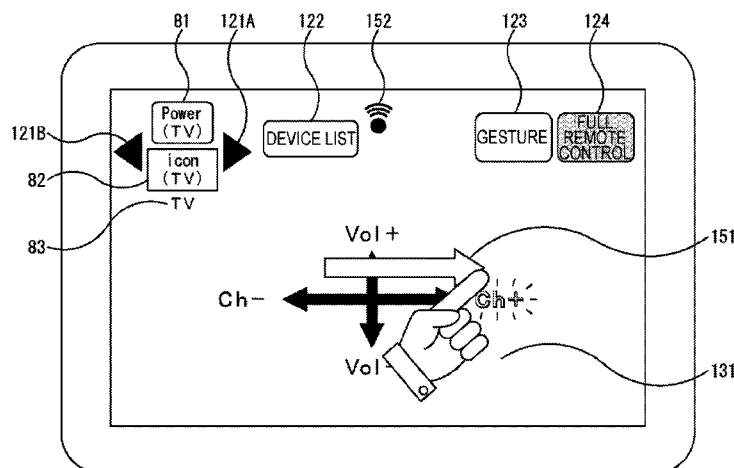 81 121A 122 152 123 124
121B
82
83
Power
(TV)
icon
(TV)
TV
DEVICE LIST
GESTURE
FULL
REMOTE
CONTROL
Vol+
151
Ch-
Ch+
Vol-
131